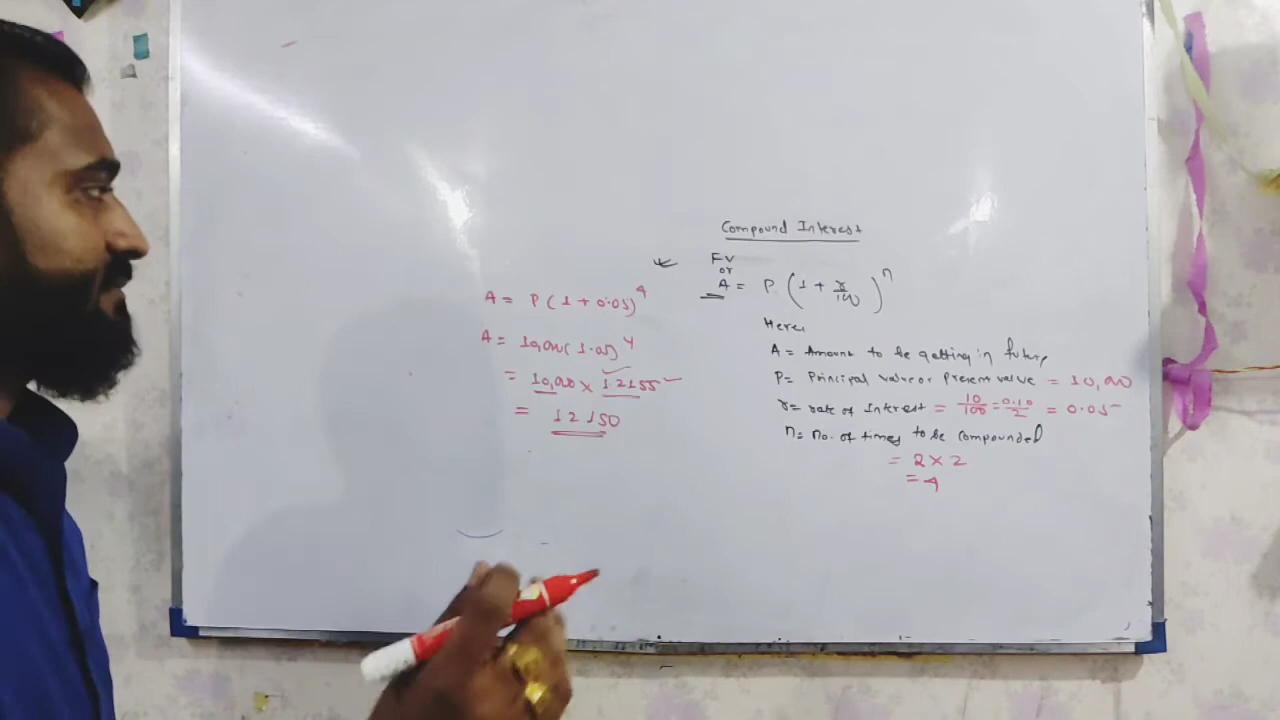 Compound Interest
FV
or
A = P (1 + r/100)^n
Here,
A = Amount to be getting in future,
P = Principal value or Present value = 10,000
r = rate of Interest = 10/100 = 0.10/2 = 0.05
n = no. of times to be compounded
= 2 × 2
= 4
A = P (1 + 0.05)^4
A = 10,000 (1.05)^4
= 10,000 × 1.2155
= 12150